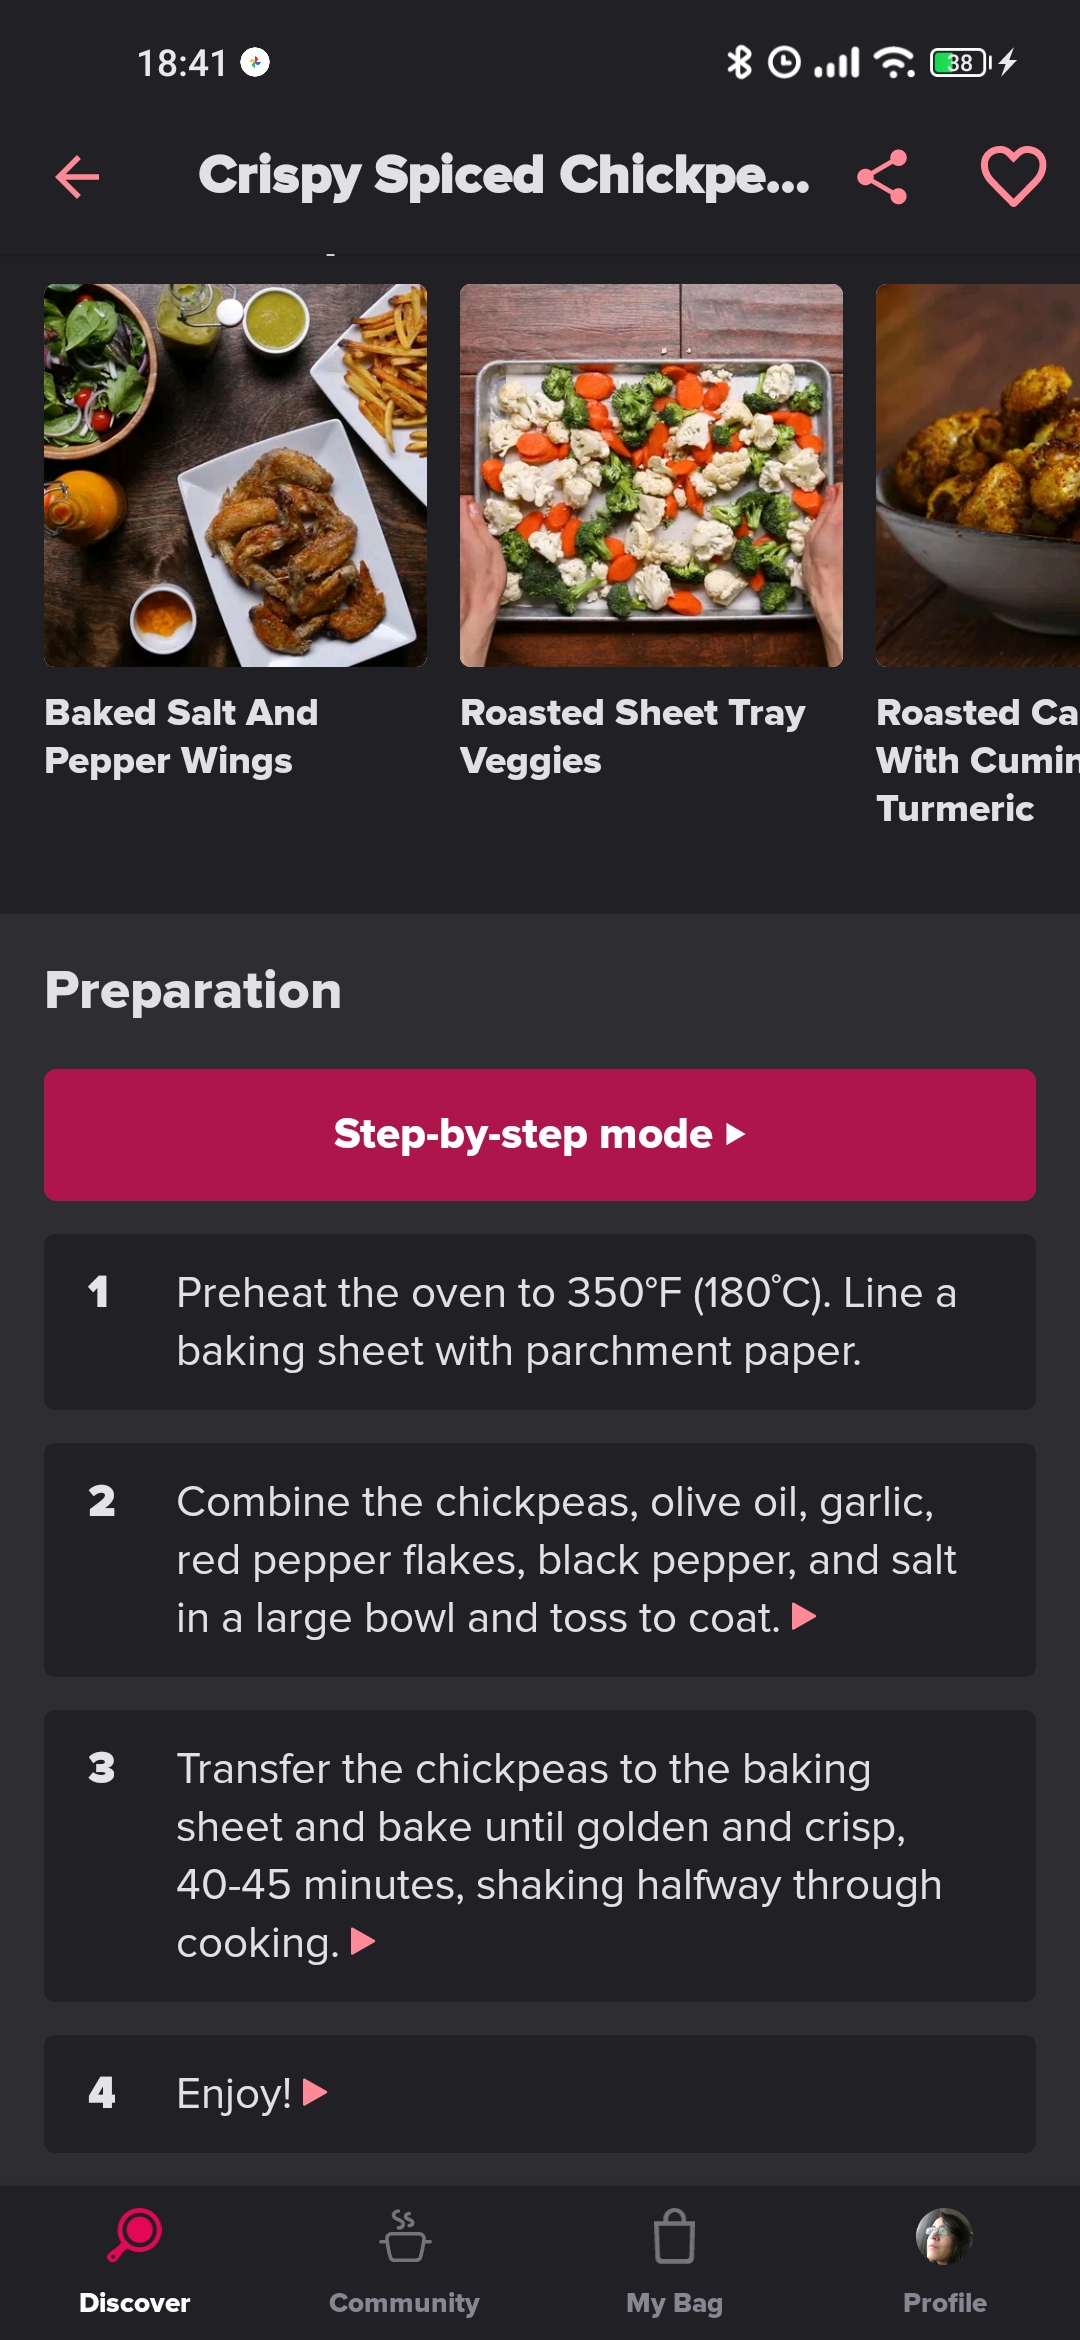 18:41
38
Crispy Spiced Chickpe...
Baked Salt And
Pepper Wings
Roasted Sheet Tray
Veggies
Roasted Ca
With Cumin
Turmeric
Preparation
Step-by-step mode ▶
1 Preheat the oven to 350°F (180˚C). Line a
baking sheet with parchment paper.
2 Combine the chickpeas, olive oil, garlic,
red pepper flakes, black pepper, and salt
in a large bowl and toss to coat. ▶
3 Transfer the chickpeas to the baking
sheet and bake until golden and crisp,
40-45 minutes, shaking halfway through
cooking. ▶
4 Enjoy! ▶
Discover
Community
My Bag
Profile